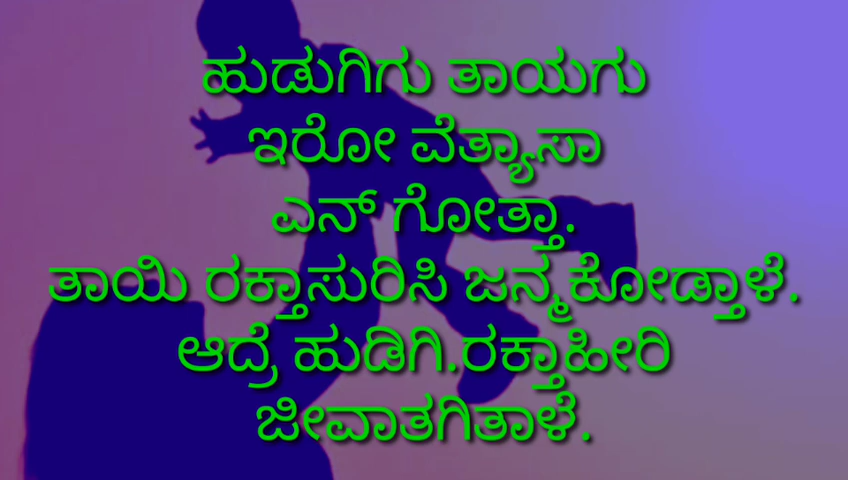 ಹುಡುಗಿಗು ತಾಯಗು
ಇರೋ ವೆತ್ಯಾಸಾ
ಎನ್ ಗೋತ್ತಾ.
ತಾಯಿ ರಕ್ತಾಸುರಿಸಿ ಜನ್ಮಕೋಡ್ತಾಳೆ.
ಆದ್ರೆ ಹುಡಿಗಿ.ರಕ್ತಾಹೀರಿ
ಜೀವಾತಗಿತಾಳೆ.